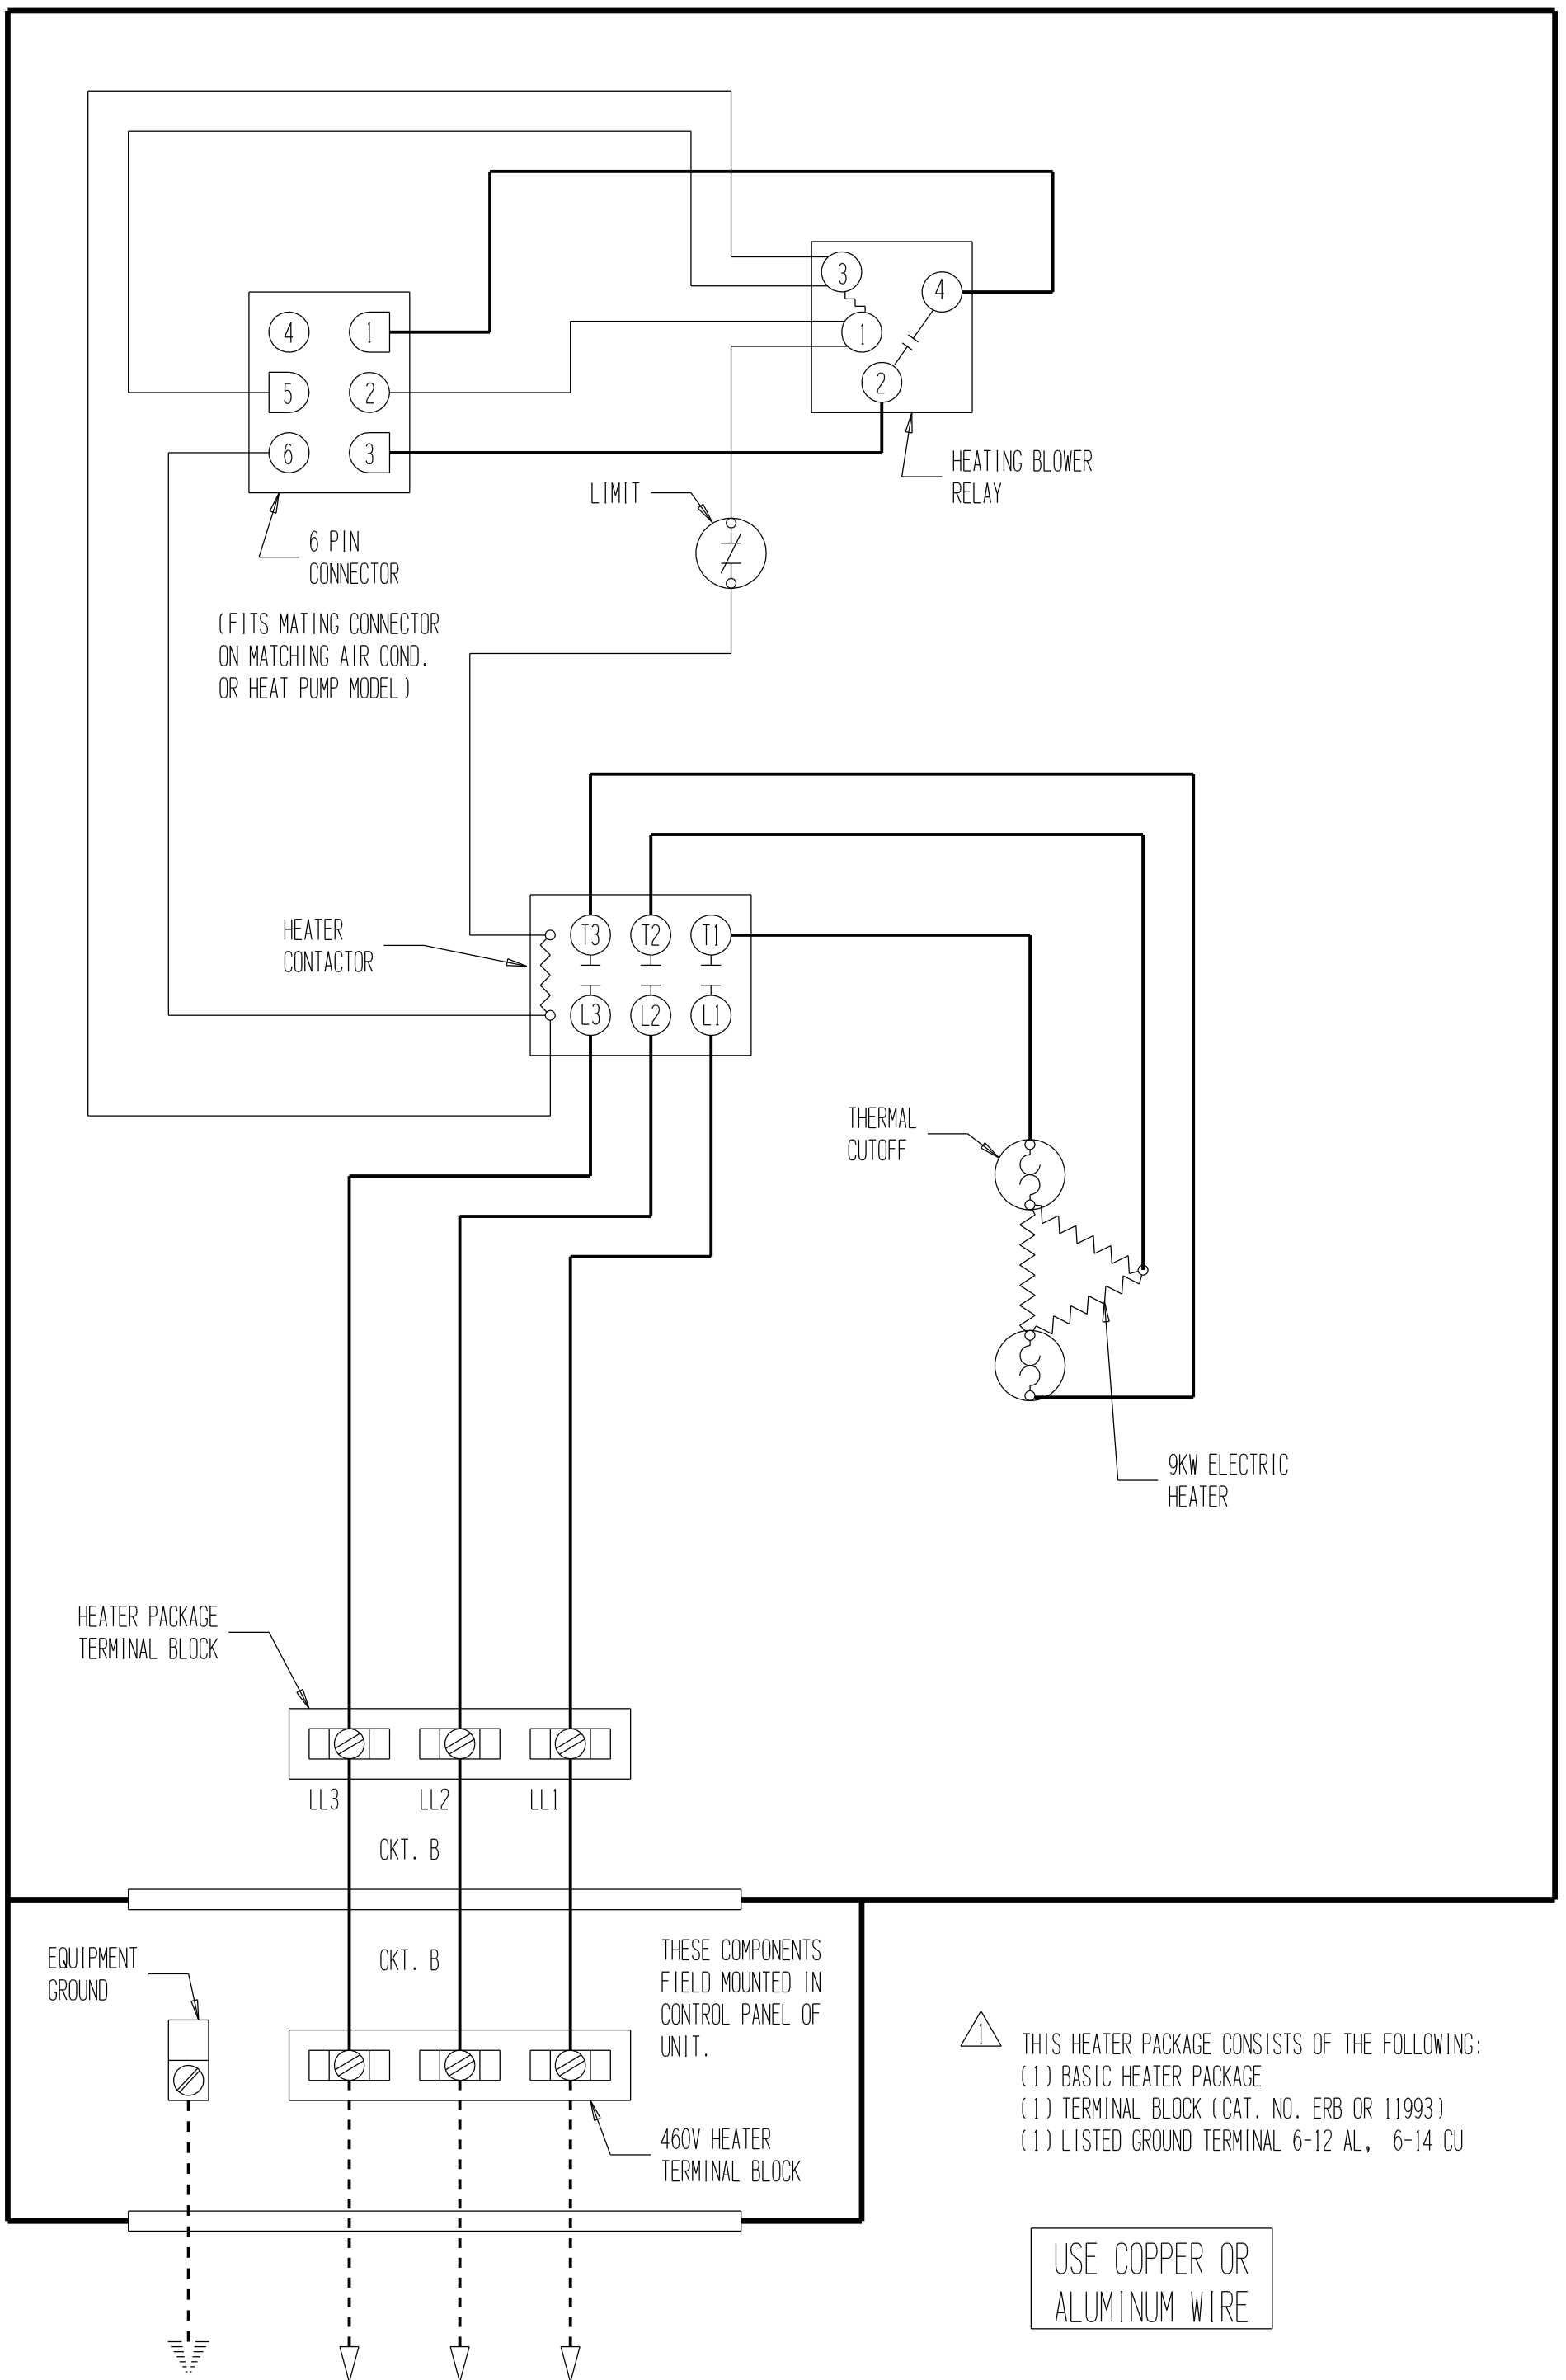 3
4
1
2
4
1
5
2
6
3
HEATING BLOWER
RELAY
LIMIT
6 PIN
CONNECTOR
(FITS MATING CONNECTOR
ON MATCHING AIR COND.
OR HEAT PUMP MODEL)
HEATER
CONTACTOR
T3 T2 T1
L3 L2 L1
THERMAL
CUTOFF
9KW ELECTRIC
HEATER
HEATER PACKAGE
TERMINAL BLOCK
LL3 LL2 LL1
CKT. B
EQUIPMENT
GROUND
CKT. B
THESE COMPONENTS
FIELD MOUNTED IN
CONTROL PANEL OF
UNIT.
460V HEATER
TERMINAL BLOCK
1
THIS HEATER PACKAGE CONSISTS OF THE FOLLOWING:
(1) BASIC HEATER PACKAGE
(1) TERMINAL BLOCK (CAT. NO. ERB OR 11993)
(1) LISTED GROUND TERMINAL 6-12 AL, 6-14 CU
USE COPPER OR
ALUMINUM WIRE